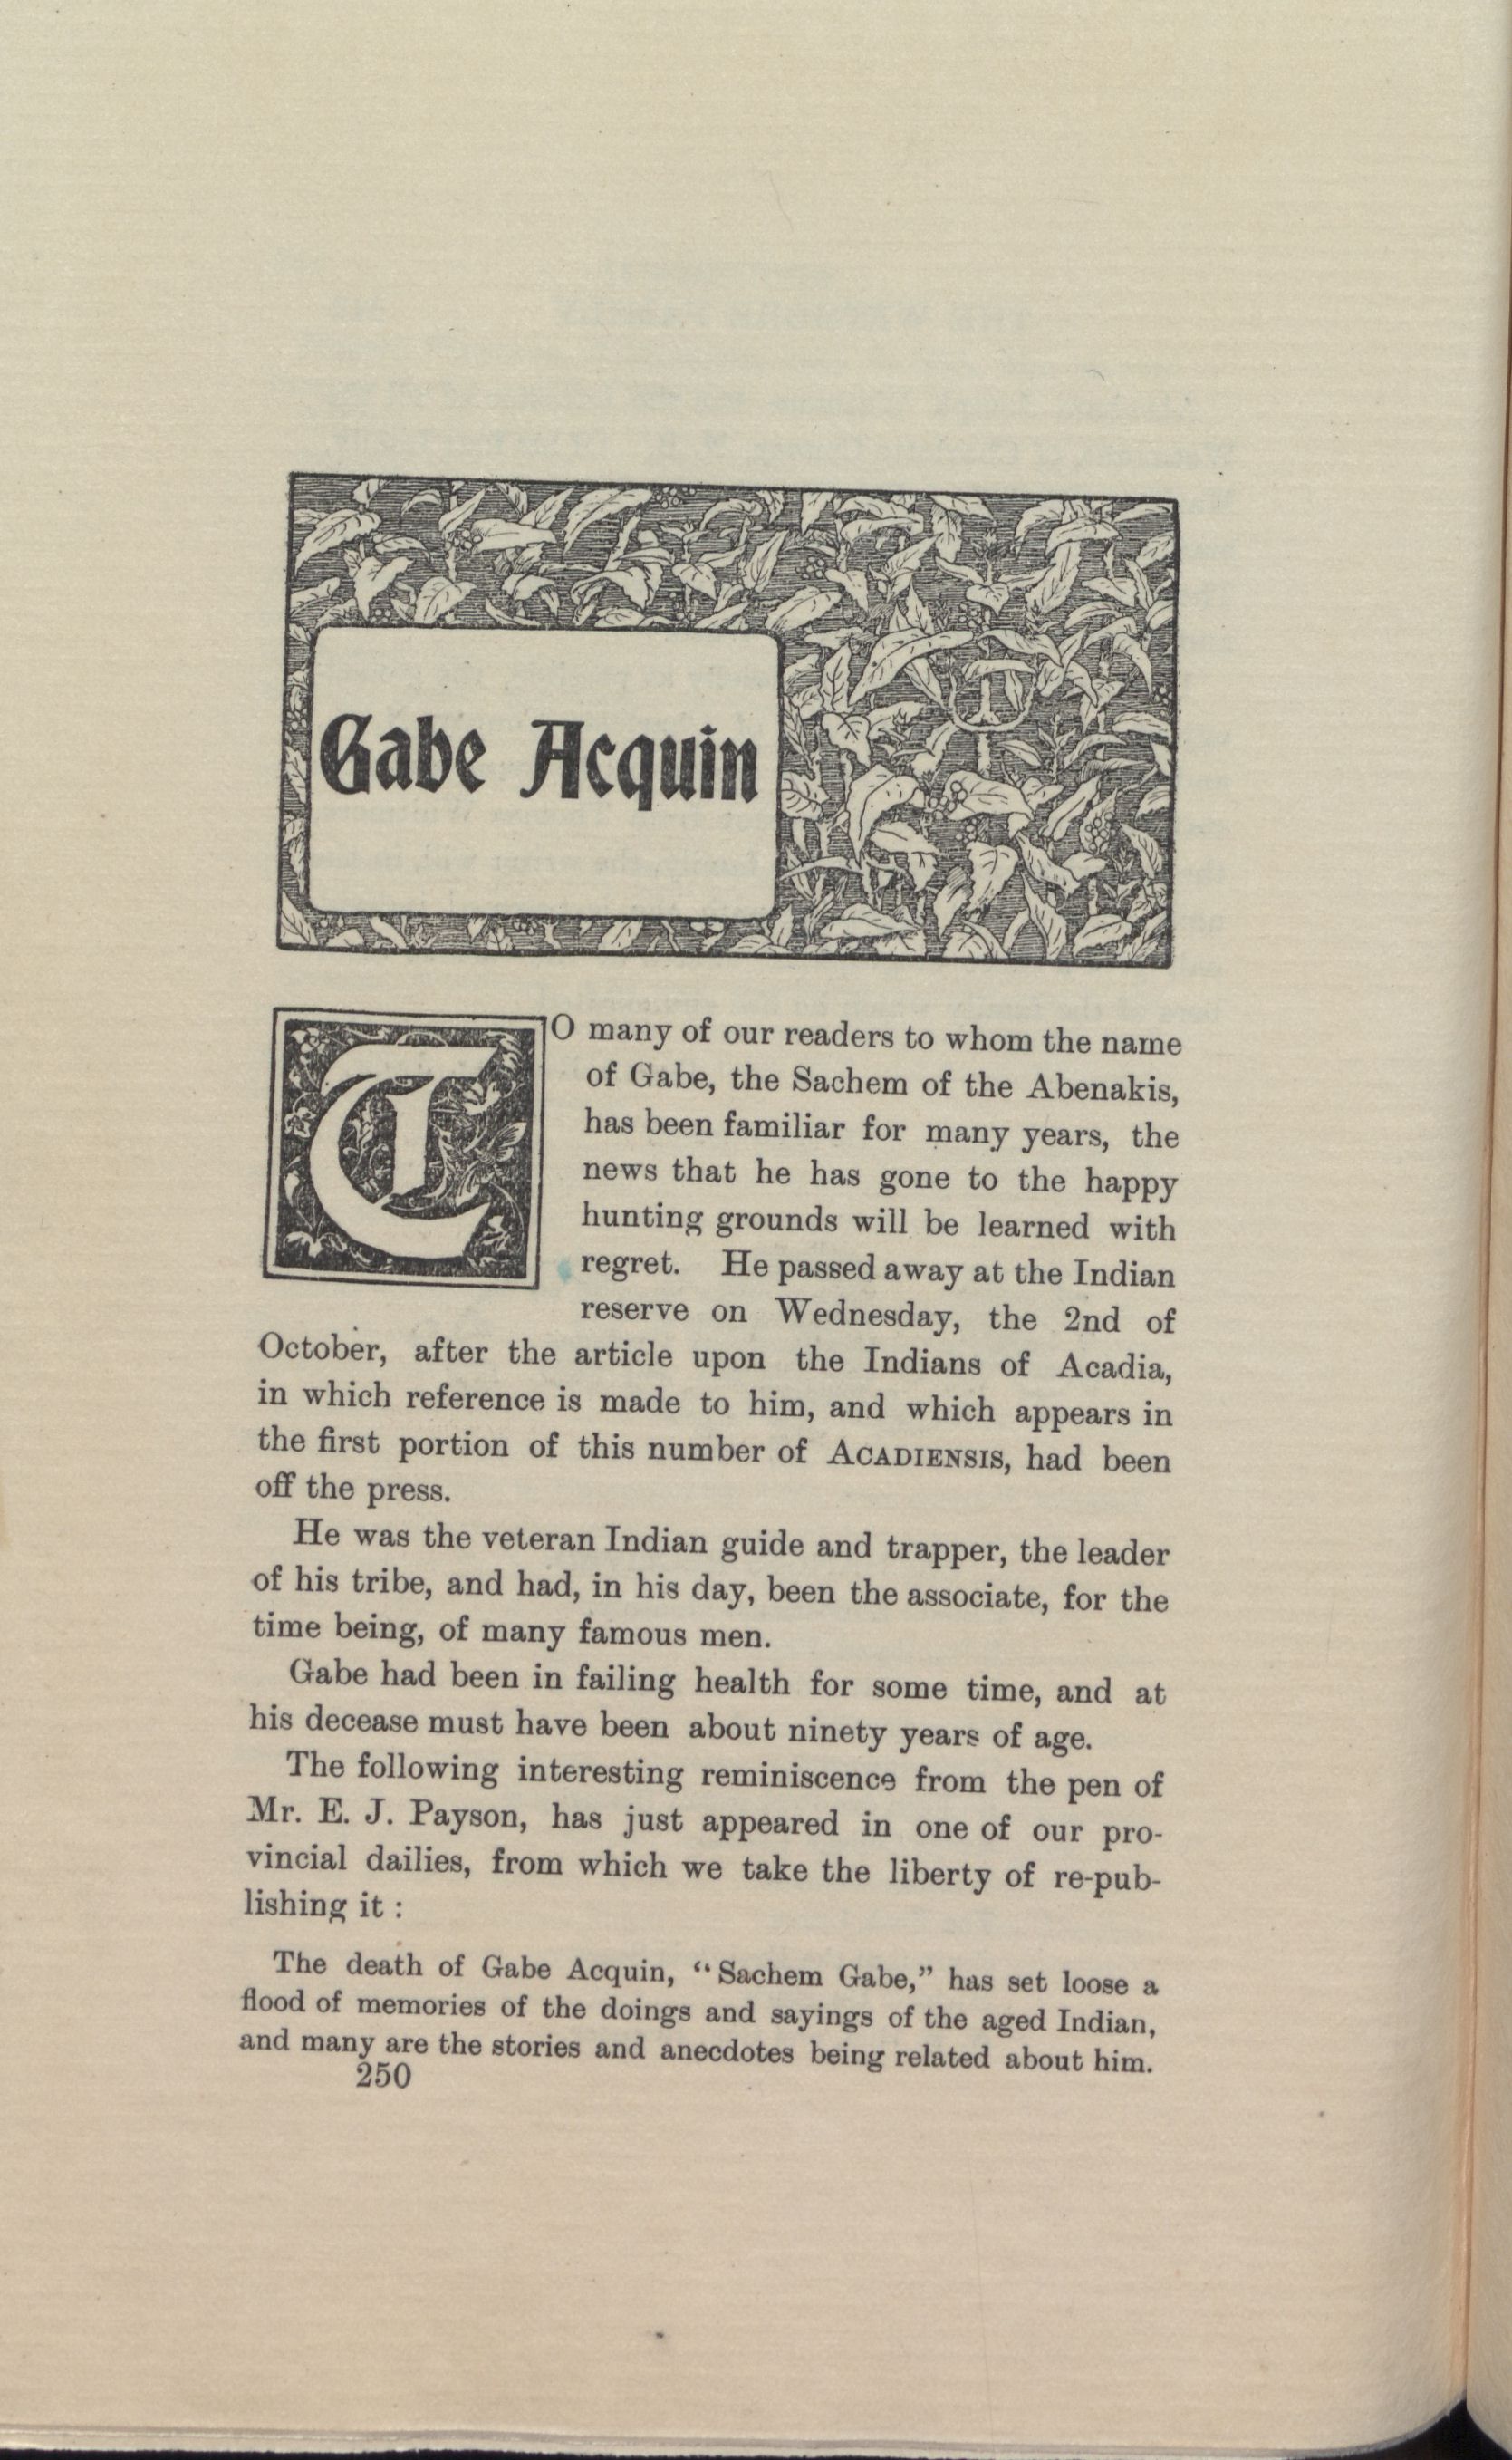 Gabe Acquin
TO many of our readers to whom the name
of Gabe, the Sachem of the Abenakis,
has been familiar for many years, the
news that he has gone to the happy
hunting grounds will be learned with
regret. He passed away at the Indian
reserve on Wednesday, the 2nd of
October, after the article upon the Indians of Acadia,
in which reference is made to him, and which appears in
the first portion of this number of ACADIENSIS, had been
off the press.
He was the veteran Indian guide and trapper, the leader
of his tribe, and had, in his day, been the associate, for the
time being, of many famous men.
Gabe had been in failing health for some time, and at
his decease must have been about ninety years of age.
The following interesting reminiscence from the pen of
Mr. E. J. Payson, has just appeared in one of our pro-
vincial dailies, from which we take the liberty of re-pub-
lishing it :
The death of Gabe Acquin, “Sachem Gabe,” has set loose a
flood of memories of the doings and sayings of the aged Indian,
and many are the stories and anecdotes being related about him.
250